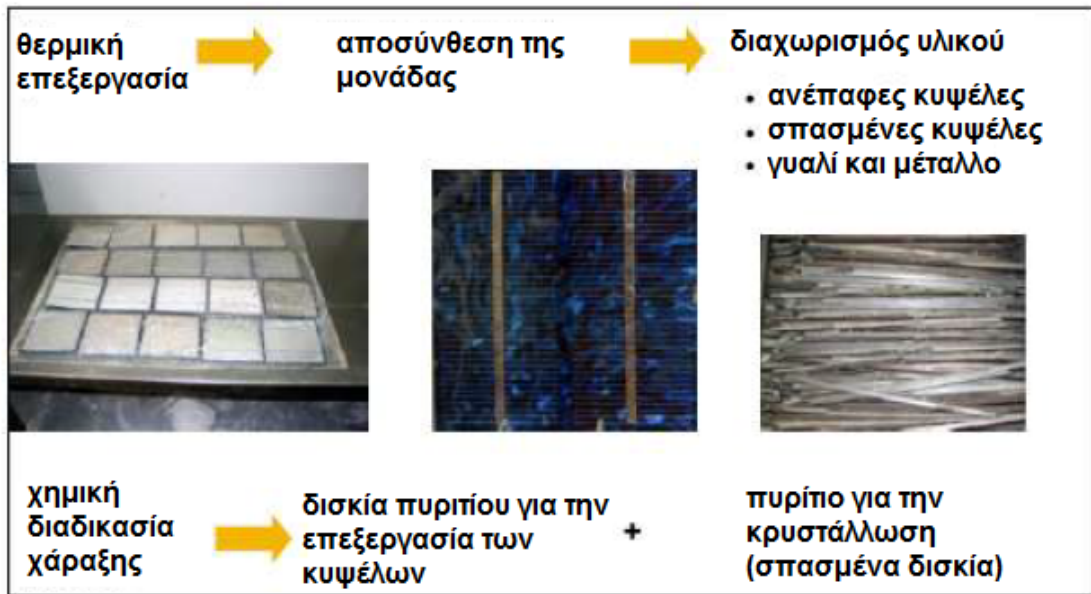 θερμική
επεξεργασία
αποσύνθεση της
μονάδας
διαχωρισμός υλικού
• ανέπαφες κυψέλες
• σπασμένες κυψέλες
• γυαλί και μέταλλο
χημική
διαδικασία
χάραξης
δισκία πυριτίου για την
επεξεργασία των
κυψέλων
+
πυρίτιο για την
κρυστάλλωση
(σπασμένα δισκία)